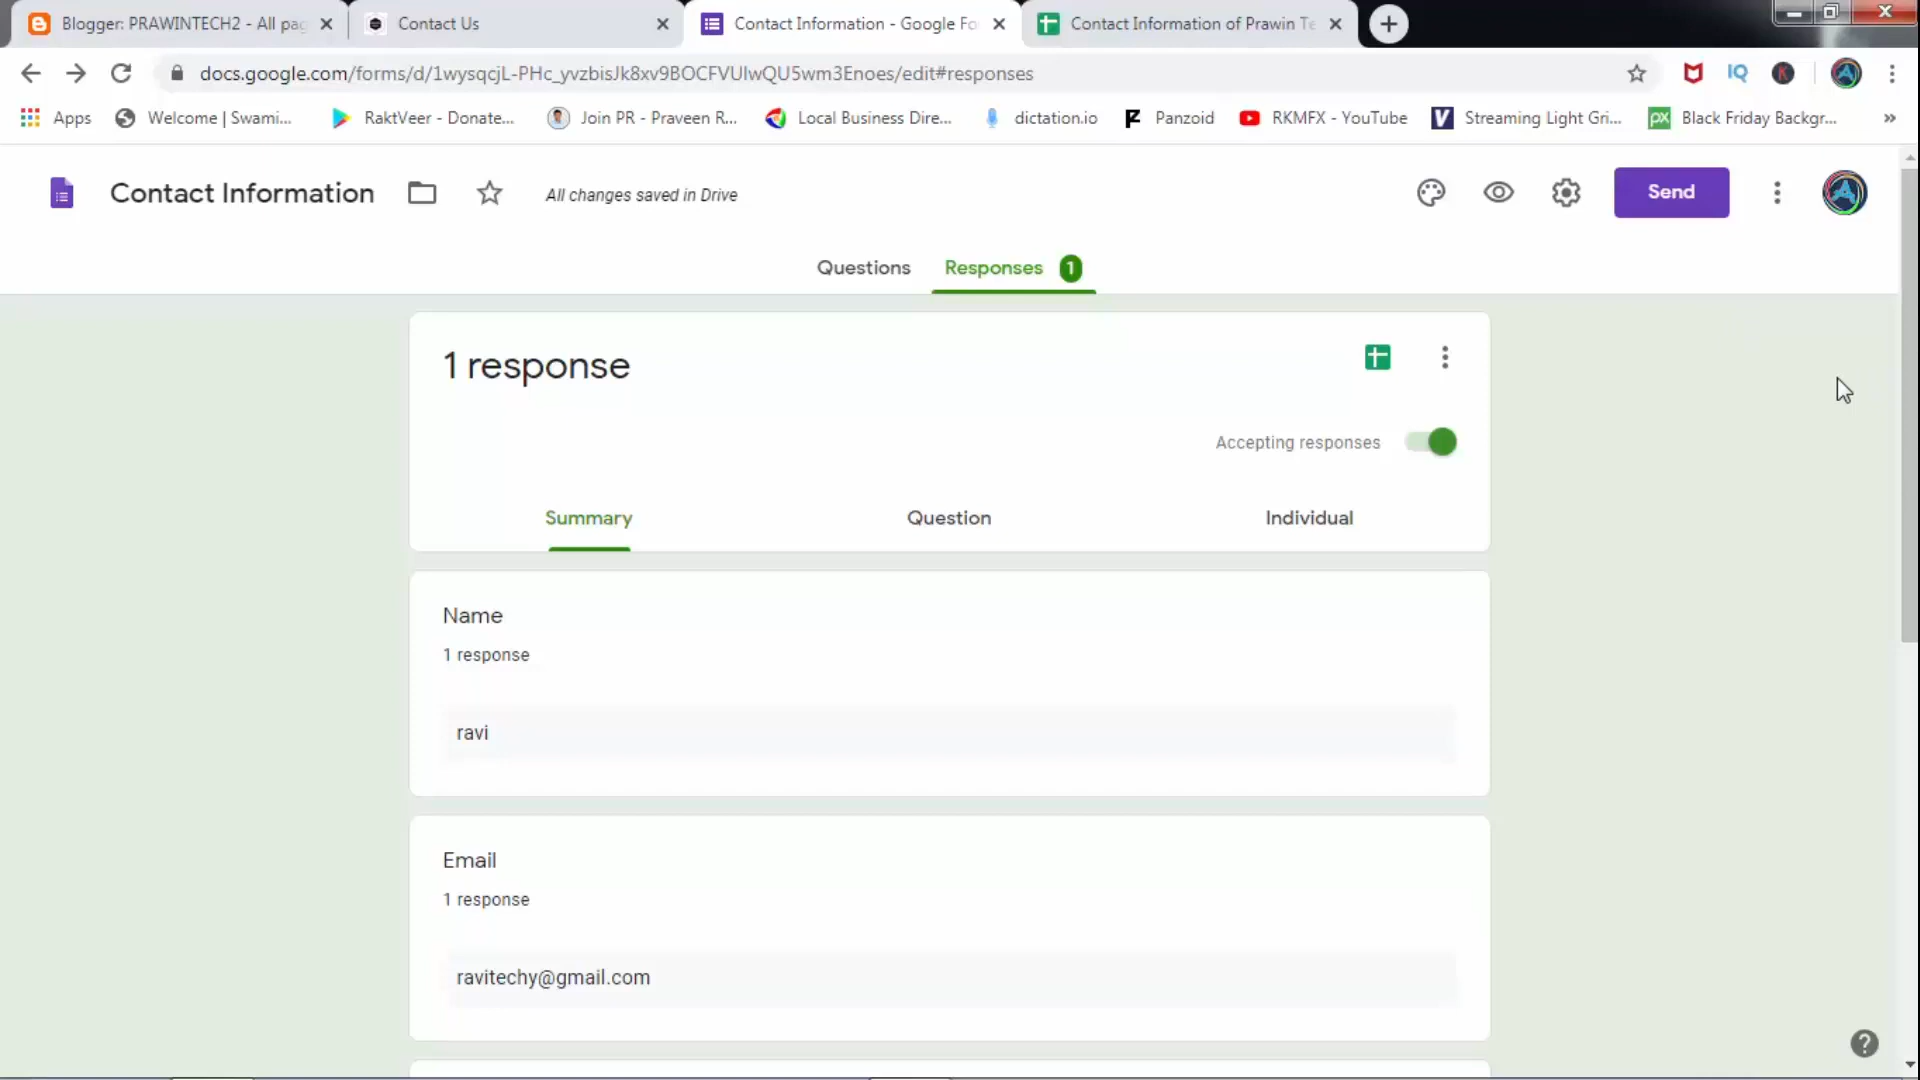 Blogger: PRAWINTECH2 - All pag
Contact Us
Contact Information - Google Fo
Contact Information of Prawin Te
docs.google.com/forms/d/1wysqcjL-PHc_yvzbisJk8xv9BOCFVUlwQU5wm3Enoes/edit#responses
IQ
K
Apps
Welcome | Swami...
RaktVeer - Donate...
Join PR - Praveen R...
Local Business Dire...
dictation.io
Panzoid
RKMFX - YouTube
Streaming Light Gri...
px
Black Friday Backgr...
»
Contact Information
All changes saved in Drive
Send
Questions
Responses 1
1 response
Accepting responses
Summary
Question
Individual
Name
1 response
ravi
Email
1 response
ravitechy@gmail.com